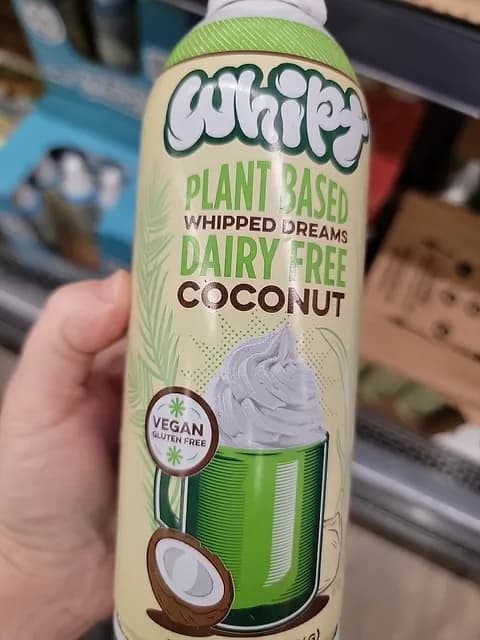 whipt
PLANT BASED
WHIPPED DREAMS
DAIRY FREE
COCONUT
VEGAN
GLUTEN FREE